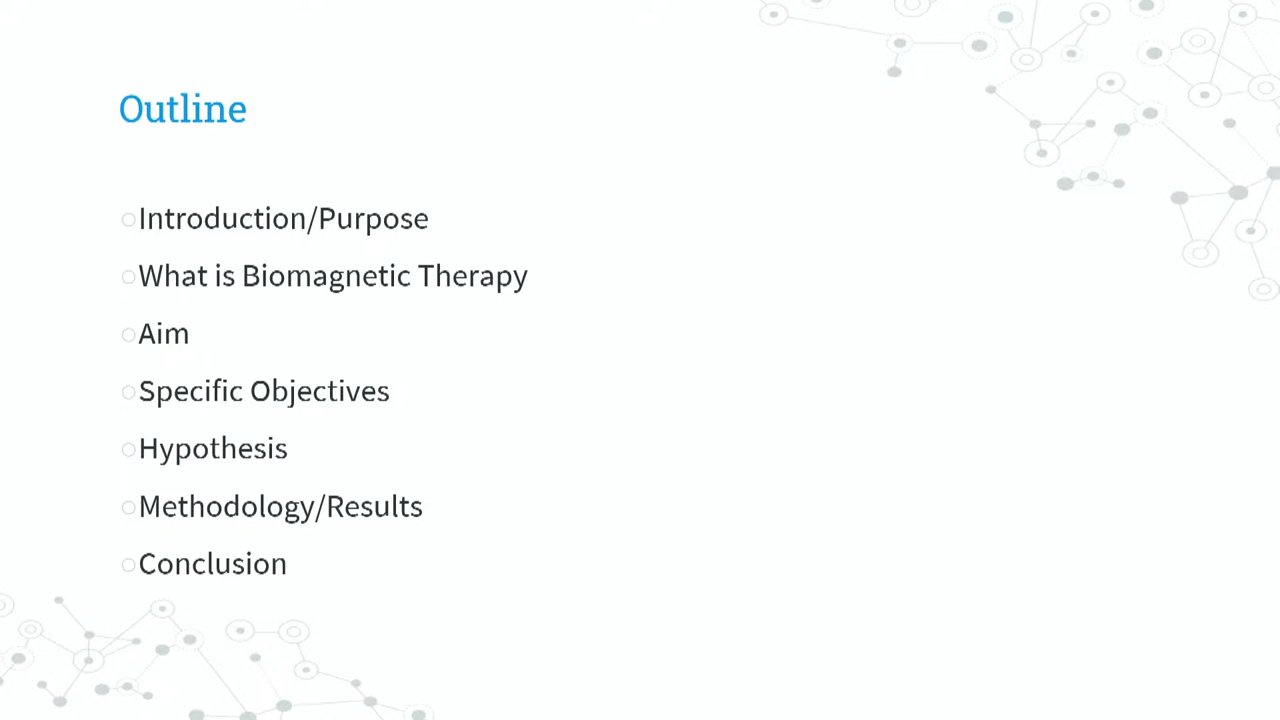 Outline
Introduction/Purpose
What is Biomagnetic Therapy
Aim
Specific Objectives
Hypothesis
Methodology/Results
Conclusion